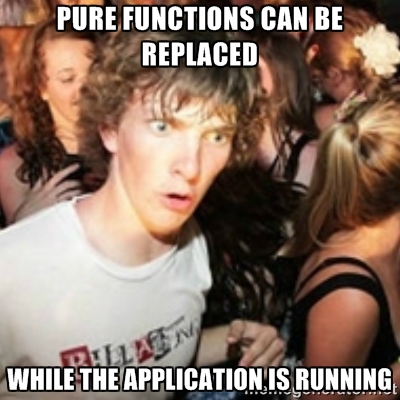 PURE FUNCTIONS CAN BE
REPLACED
WHILE THE APPLICATION IS RUNNING